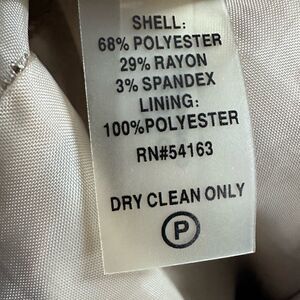 SHELL:
68% POLYESTER
29% RAYON
3% SPANDEX
LINING:
100%POLYESTER
RN#54163
DRY CLEAN ONLY
P